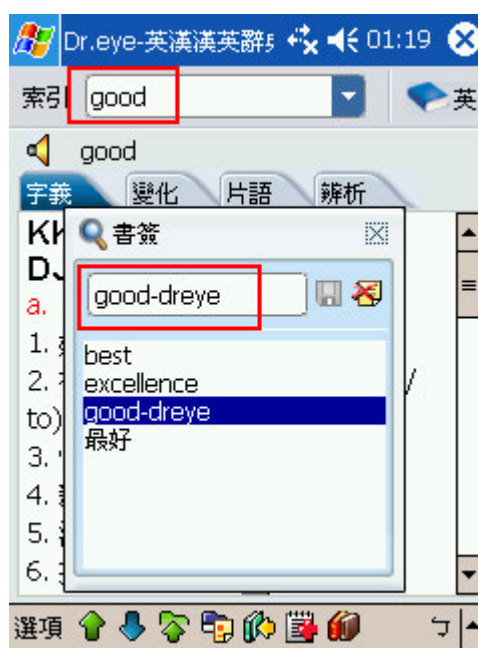 Dr.eye-英漢漢英辭 01:19
索引 good 英
good
字義 變化 片語 辨析
KK
DJ
書簽
a.
good-dreye
1.
best
2. /
excellence
to)
good-dreye
最好
3.
4.
5.
6.
選項 ㄅ